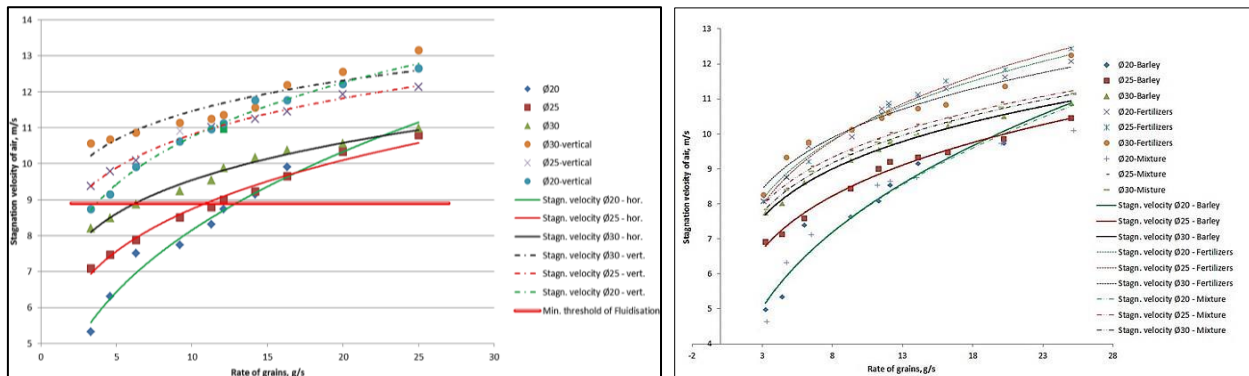 14
13
12
11
10
9
8
7
6
5
Stagnation velocity of air, m/s
0
5
10
15
20
25
30
Rate of grains, g/s
Ø20
Ø25
Ø30
Ø30-vertical
Ø25-vertical
Ø20-vertical
Stagn. velocity Ø20 - hor.
Stagn. velocity Ø25 - hor.
Stagn. velocity Ø30 - hor.
Stagn. velocity Ø30 - vert.
Stagn. velocity Ø25 - vert.
Stagn. velocity Ø20 - vert.
Min. threshold of Fluidisation
13
12
11
10
9
8
7
6
5
4
Stagnation velocity of air, m/s
-2
3
8
13
18
23
28
Rate of grains, g/s
Ø20-Barley
Ø25-Barley
Ø30-Barley
Ø20-Fertilizers
Ø25-Fertilizers
Ø30-Fertilizers
Ø20-Mixture
Ø25-Mixture
Ø30-Misture
Stagn. velocity Ø20 - Barley
Stagn. velocity Ø25 - Barley
Stagn. velocity Ø30 - Barley
Stagn. velocity Ø20 - Fertilizers
Stagn. velocity Ø25 - Fertilizers
Stagn. velocity Ø30 - Fertilizers
Stagn. velocity Ø20 - Mixture
Stagn. velocity Ø25 - Mixture
Stagn. velocity Ø30 - Mixture